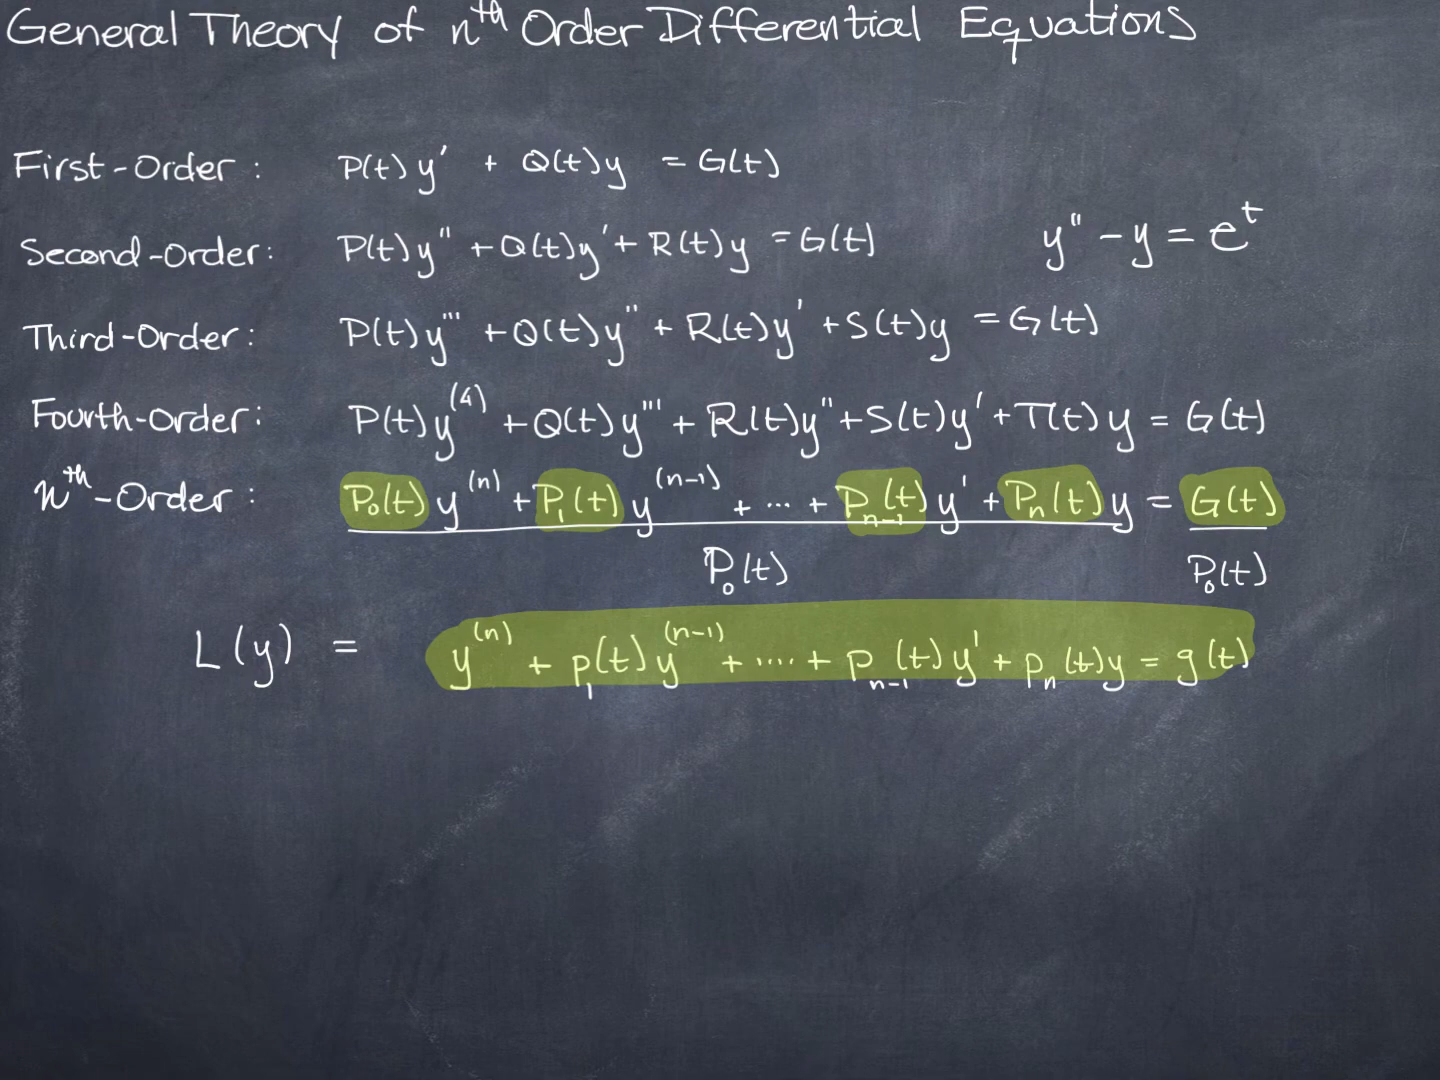 General Theory of nᵗʰ Order Differential Equations
First-Order: P(t)y' + Q(t)y = G(t)
Second-Order: P(t)y'' + Q(t)y' + R(t)y = G(t) y'' - y = eᵗ
Third-Order: P(t)y''' + Q(t)y'' + R(t)y' + S(t)y = G(t)
Fourth-Order: P(t)y⁽⁴⁾ + Q(t)y''' + R(t)y'' + S(t)y' + T(t)y = G(t)
nᵗʰ-Order: P₀(t)y⁽ⁿ⁾ + P₁(t)y⁽ⁿ⁻¹⁾ + ... + Pₙ₋₁(t)y' + Pₙ(t)y = G(t)
P₀(t) P₀(t)
L(y) = y⁽ⁿ⁾ + p₁(t)y⁽ⁿ⁻¹⁾ + .... + pₙ₋₁(t)y' + pₙ(t)y = g(t)